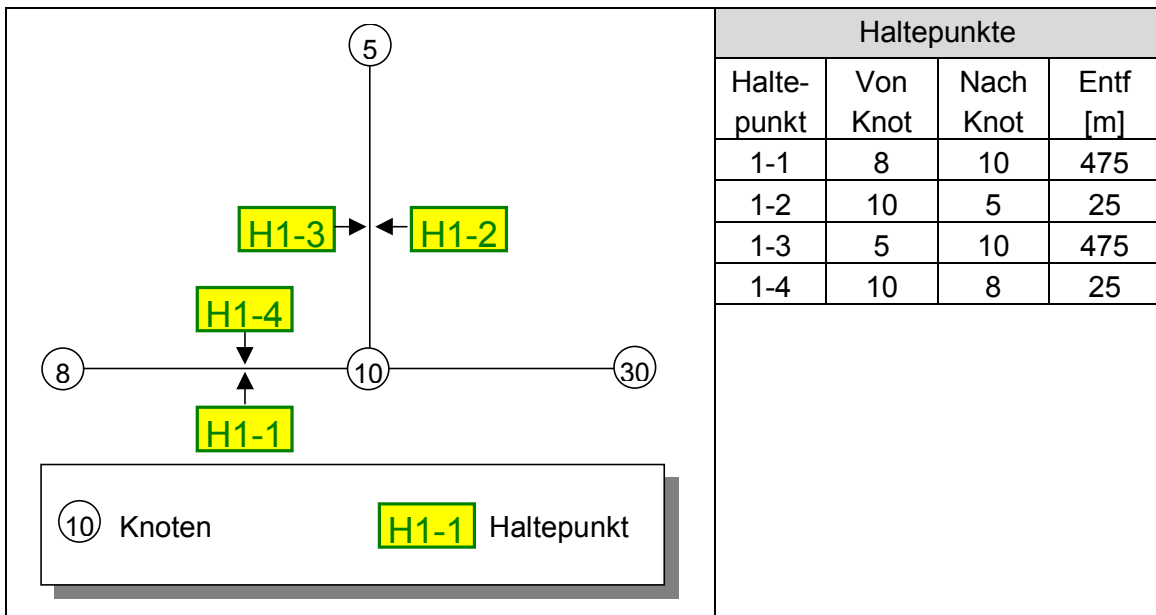 5
H1-3
H1-2
H1-4
8
10
30
H1-1
10 Knoten
H1-1 Haltepunkt
Haltepunkte
Halte-punkt Von Knot Nach Knot Entf [m]
1-1 8 10 475
1-2 10 5 25
1-3 5 10 475
1-4 10 8 25